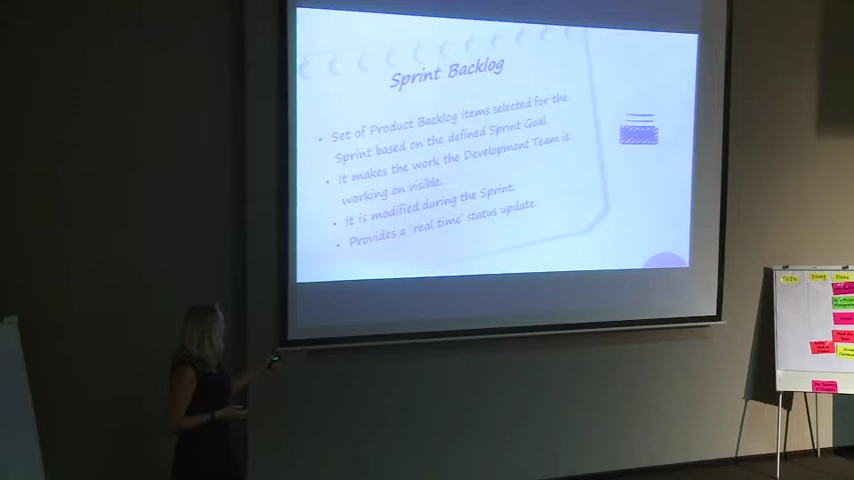 Sprint Backlog
• Set of Product Backlog items selected for the
Sprint based on the defined Sprint Goal.
• It makes the work the Development Team is
working on visible.
• It is modified during the Sprint.
• Provides a 'real time' status update.
To Do
Doing
Done